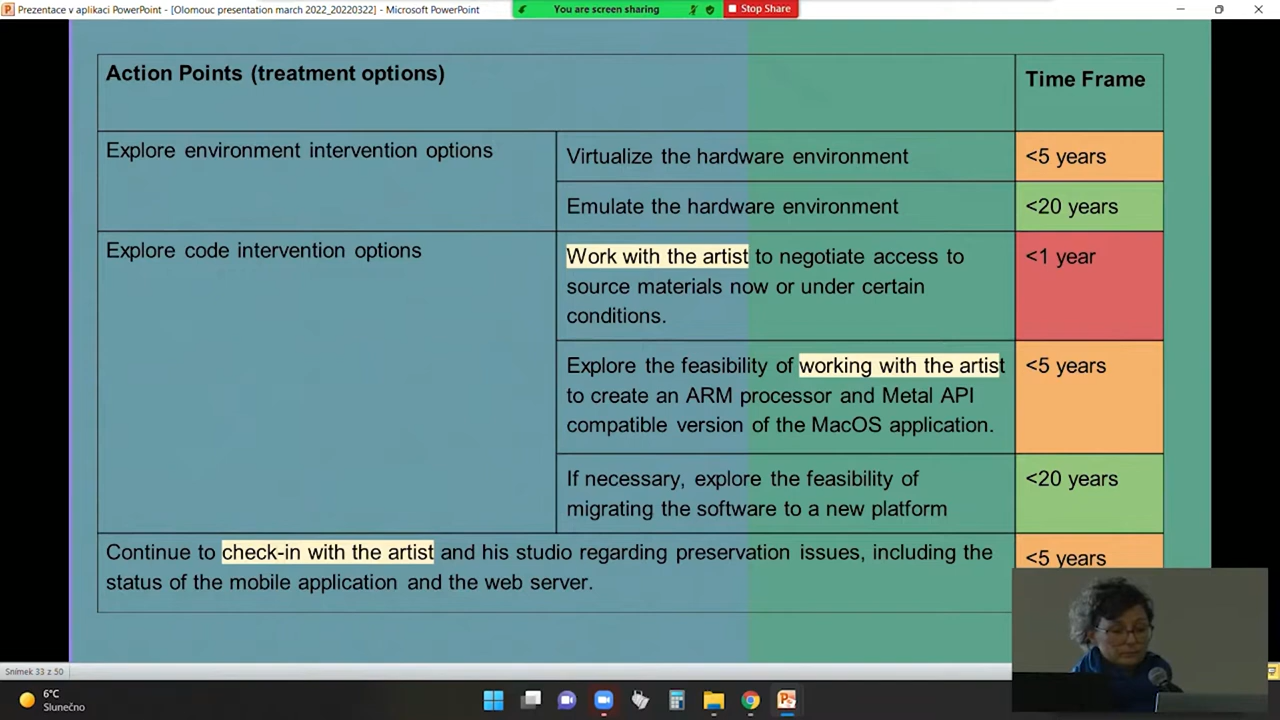 Prezentace v aplikaci PowerPoint - [Olomouc presentation march 2022_20220322] - Microsoft PowerPoint
You are screen sharing
Stop Share
Action Points (treatment options)
Time Frame
Explore environment intervention options
Virtualize the hardware environment
<5 years
Emulate the hardware environment
<20 years
Explore code intervention options
Work with the artist to negotiate access to
source materials now or under certain
conditions.
<1 year
Explore the feasibility of working with the artist
to create an ARM processor and Metal API
compatible version of the MacOS application.
<5 years
If necessary, explore the feasibility of
migrating the software to a new platform
<20 years
Continue to check-in with the artist and his studio regarding preservation issues, including the
status of the mobile application and the web server.
<5 years
Snímek 33 z 50
6°C
Slunečno